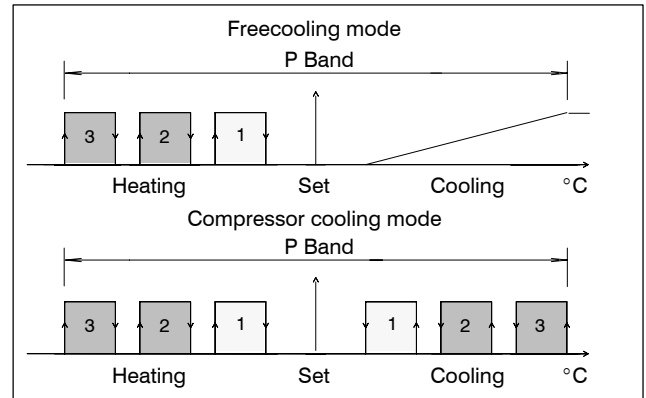 Freecooling mode
P Band
3 2 1
Heating Set Cooling °C
Compressor cooling mode
P Band
3 2 1 1 2 3
Heating Set Cooling °C